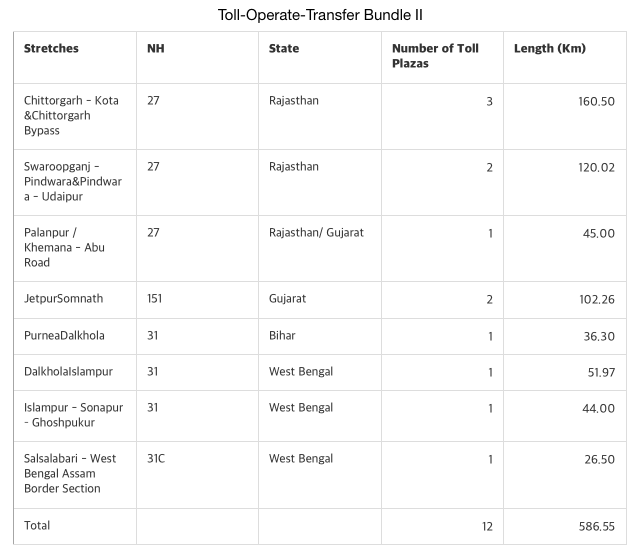 Toll-Operate-Transfer Bundle II
Stretches NH State Number of Toll Length (Km)
Plazas
Chittorgarh – Kota 27 Rajasthan 3 160.50
&Chittorgarh
Bypass
Swaroopganj – 27 Rajasthan 2 120.02
Pindwara&Pindwar
a – Udaipur
Palanpur / 27 Rajasthan/ Gujarat 1 45.00
Khemana – Abu
Road
JetpurSomnath 151 Gujarat 2 102.26
PurneaDalkhola 31 Bihar 1 36.30
DalkholaIslampur 31 West Bengal 1 51.97
Islampur – Sonapur 31 West Bengal 1 44.00
– Ghoshpukur
Salsalabari – West 31C West Bengal 1 26.50
Bengal Assam
Border Section
Total 12 586.55